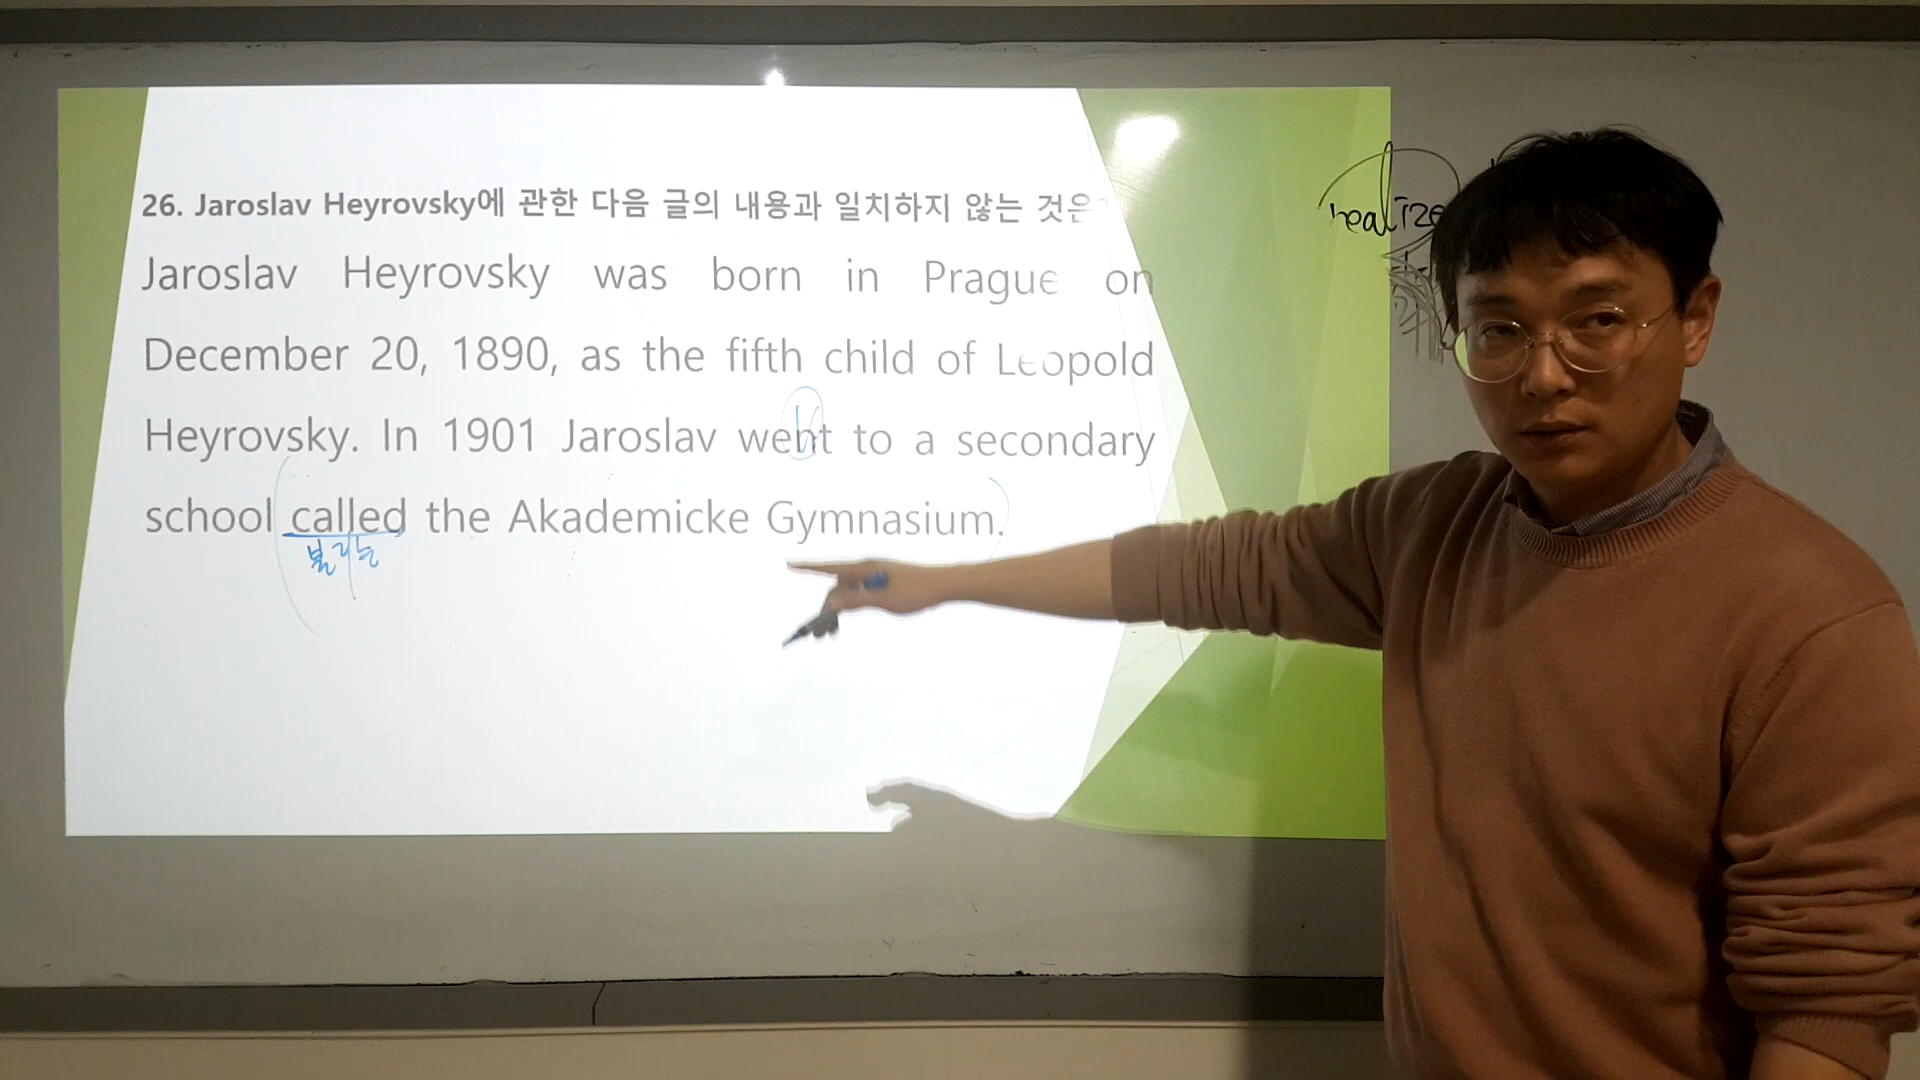 26. Jaroslav Heyrovsky에 관한 다음 글의 내용과 일치하지 않는 것은?
Jaroslav Heyrovsky was born in Prague on
December 20, 1890, as the fifth child of Leopold
Heyrovsky. In 1901 Jaroslav went to a secondary
school called the Akademicke Gymnasium.
불리는
realize